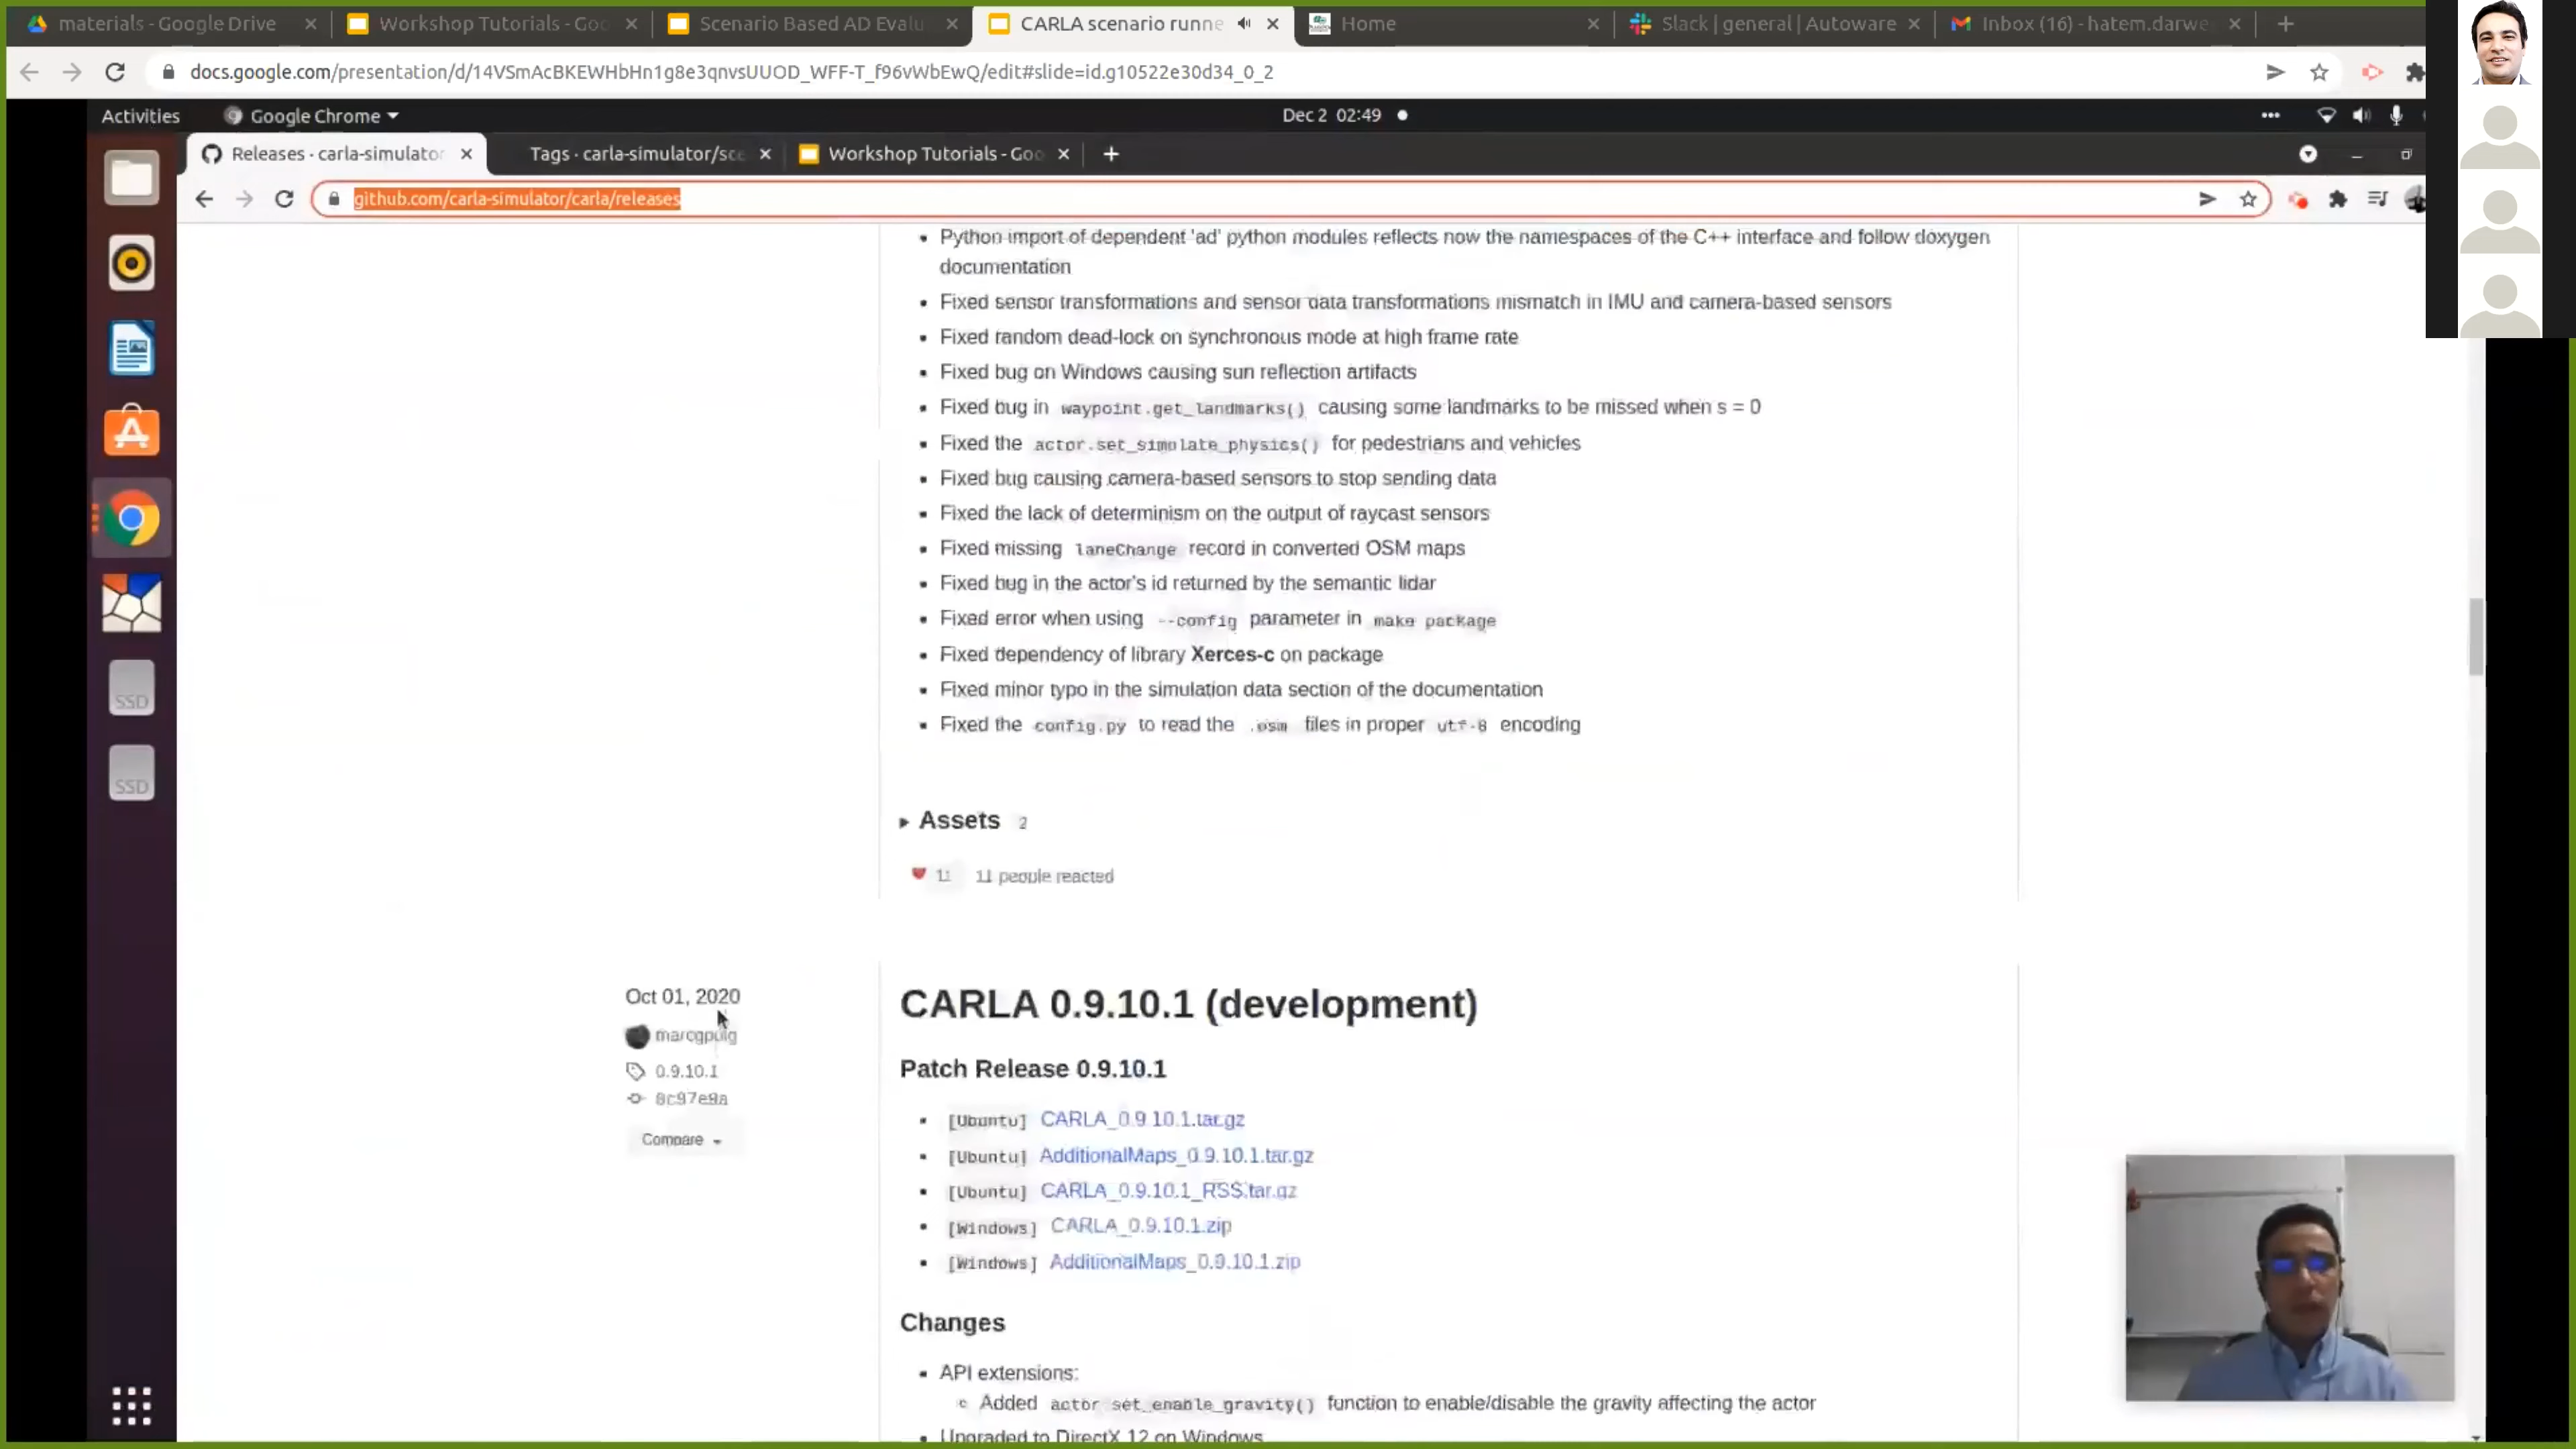 materials - Google Drive
Workshop Tutorials - Goo
Scenario Based AD Evalu
CARLA scenario runne
Home
Slack | general | Autoware
Inbox (16) - hatem.darwe
docs.google.com/presentation/d/14VSmAcBKEWHbHn1g8e3qnvsUUOD_WFF-T_f96vWbEwQ/edit#slide=id.g10522e30d34_0_2
Activities
Google Chrome
Dec 2 02:49
Releases · carla-simulator
Tags · carla-simulator/sce
Workshop Tutorials - Goo
github.com/carla-simulator/carla/releases
Python import of dependent 'ad' python modules reflects now the namespaces of the C++ interface and follow doxygen
documentation
Fixed sensor transformations and sensor data transformations mismatch in IMU and camera-based sensors
Fixed random dead-lock on synchronous mode at high frame rate
Fixed bug on Windows causing sun reflection artifacts
Fixed bug in waypoint.get_landmarks() causing some landmarks to be missed when s = 0
Fixed the actor.set_simulate_physics() for pedestrians and vehicles
Fixed bug causing camera-based sensors to stop sending data
Fixed the lack of determinism on the output of raycast sensors
Fixed missing laneChange record in converted OSM maps
Fixed bug in the actor's id returned by the semantic lidar
Fixed error when using --config parameter in make package
Fixed dependency of library Xerces-c on package
Fixed minor typo in the simulation data section of the documentation
Fixed the config.py to read the .osm files in proper utf-8 encoding
SSD
SSD
Assets 2
11 11 people reacted
Oct 01, 2020
marcgpuig
0.9.10.1
8c97e8a
Compare
CARLA 0.9.10.1 (development)
Patch Release 0.9.10.1
[Ubuntu] CARLA_0.9.10.1.tar.gz
[Ubuntu] AdditionalMaps_0.9.10.1.tar.gz
[Ubuntu] CARLA_0.9.10.1_RSS.tar.gz
[Windows] CARLA_0.9.10.1.zip
[Windows] AdditionalMaps_0.9.10.1.zip
Changes
API extensions:
Added actor.set_enable_gravity() function to enable/disable the gravity affecting the actor
Upgraded to DirectX 12 on Windows